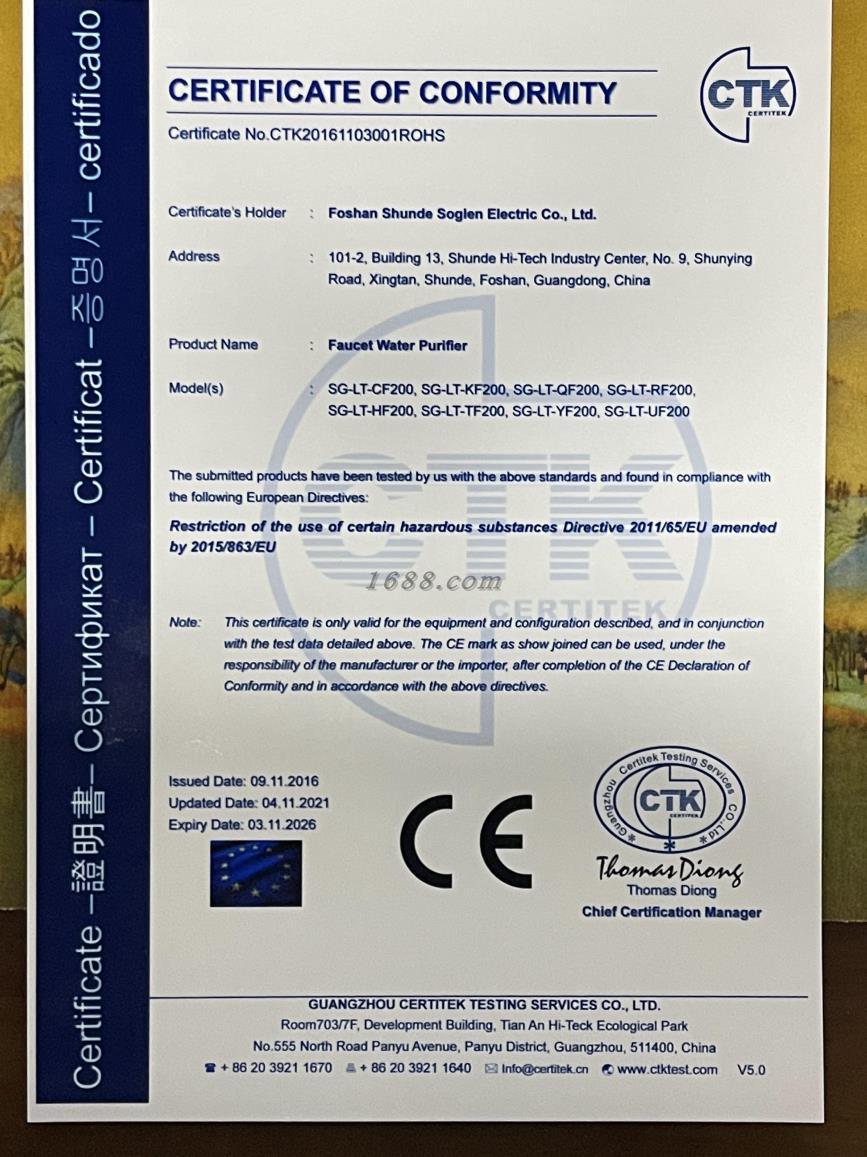 CERTIFICATE OF CONFORMITY
CTK
CERTITEK
Certificate No.CTK20161103001ROHS
Certificate's Holder : Foshan Shunde Soglen Electric Co., Ltd.
Address : 101-2, Building 13, Shunde Hi-Tech Industry Center, No. 9, Shunying
Road, Xingtan, Shunde, Foshan, Guangdong, China
Product Name : Faucet Water Purifier
Model(s) : SG-LT-CF200, SG-LT-KF200, SG-LT-QF200, SG-LT-RF200,
SG-LT-HF200, SG-LT-TF200, SG-LT-YF200, SG-LT-UF200
The submitted products have been tested by us with the above standards and found in compliance with
the following European Directives:
Restriction of the use of certain hazardous substances Directive 2011/65/EU amended
by 2015/863/EU
CTK
CERTITEK
1688.com
Note: This certificate is only valid for the equipment and configuration described, and in conjunction
with the test data detailed above. The CE mark as show joined can be used, under the
responsibility of the manufacturer or the importer, after completion of the CE Declaration of
Conformity and in accordance with the above directives.
Issued Date: 09.11.2016
Updated Date: 04.11.2021
Expiry Date: 03.11.2026
CE
Guangzhou Certitek Testing Services CO.,Ltd
CTK
CERTITEK
Thomas Diong
Thomas Diong
Chief Certification Manager
GUANGZHOU CERTITEK TESTING SERVICES CO., LTD.
Room703/7F, Development Building, Tian An Hi-Teck Ecological Park
No.555 North Road Panyu Avenue, Panyu District, Guangzhou, 511400, China
+ 86 20 3921 1670 + 86 20 3921 1640 Info@certitek.cn www.ctktest.com V5.0
Certificate –證明書– Сертификат – Certificat –증명서– certificado